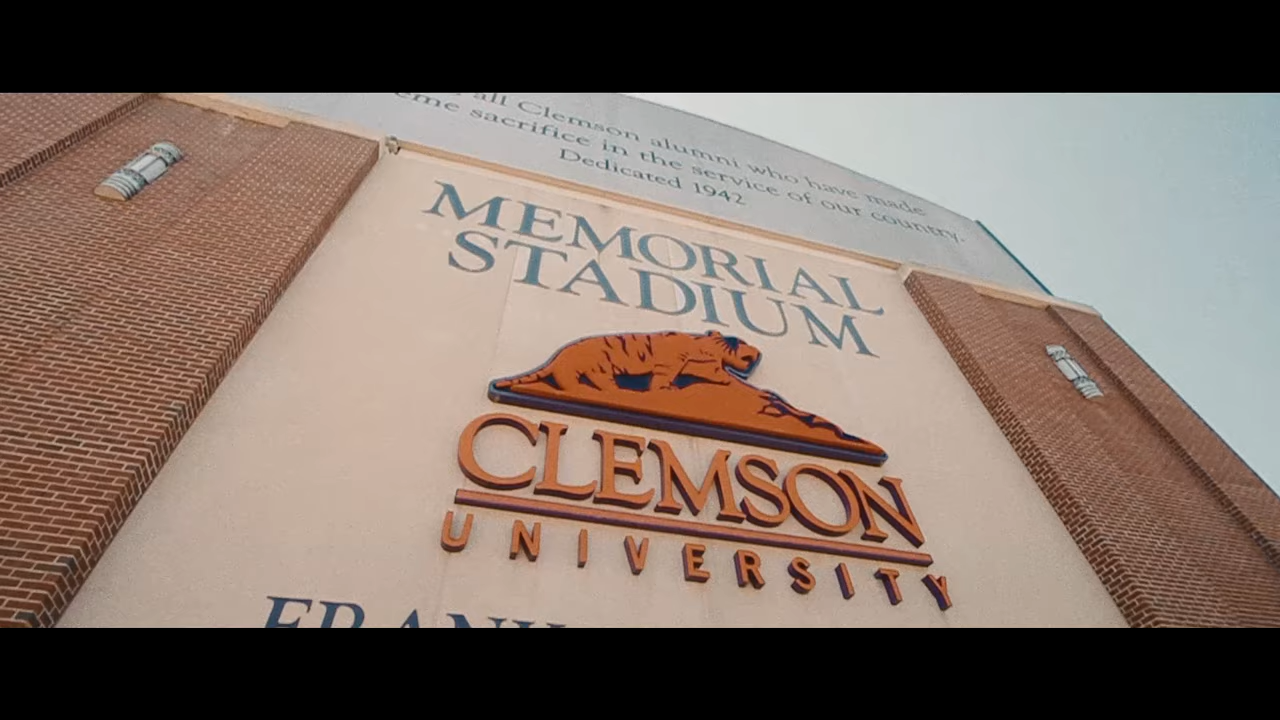 all Clemson alumni who have made
eme sacrifice in the service of our country.
Dedicated 1942
MEMORIAL
STADIUM
CLEMSON
UNIVERSITY
FRANK